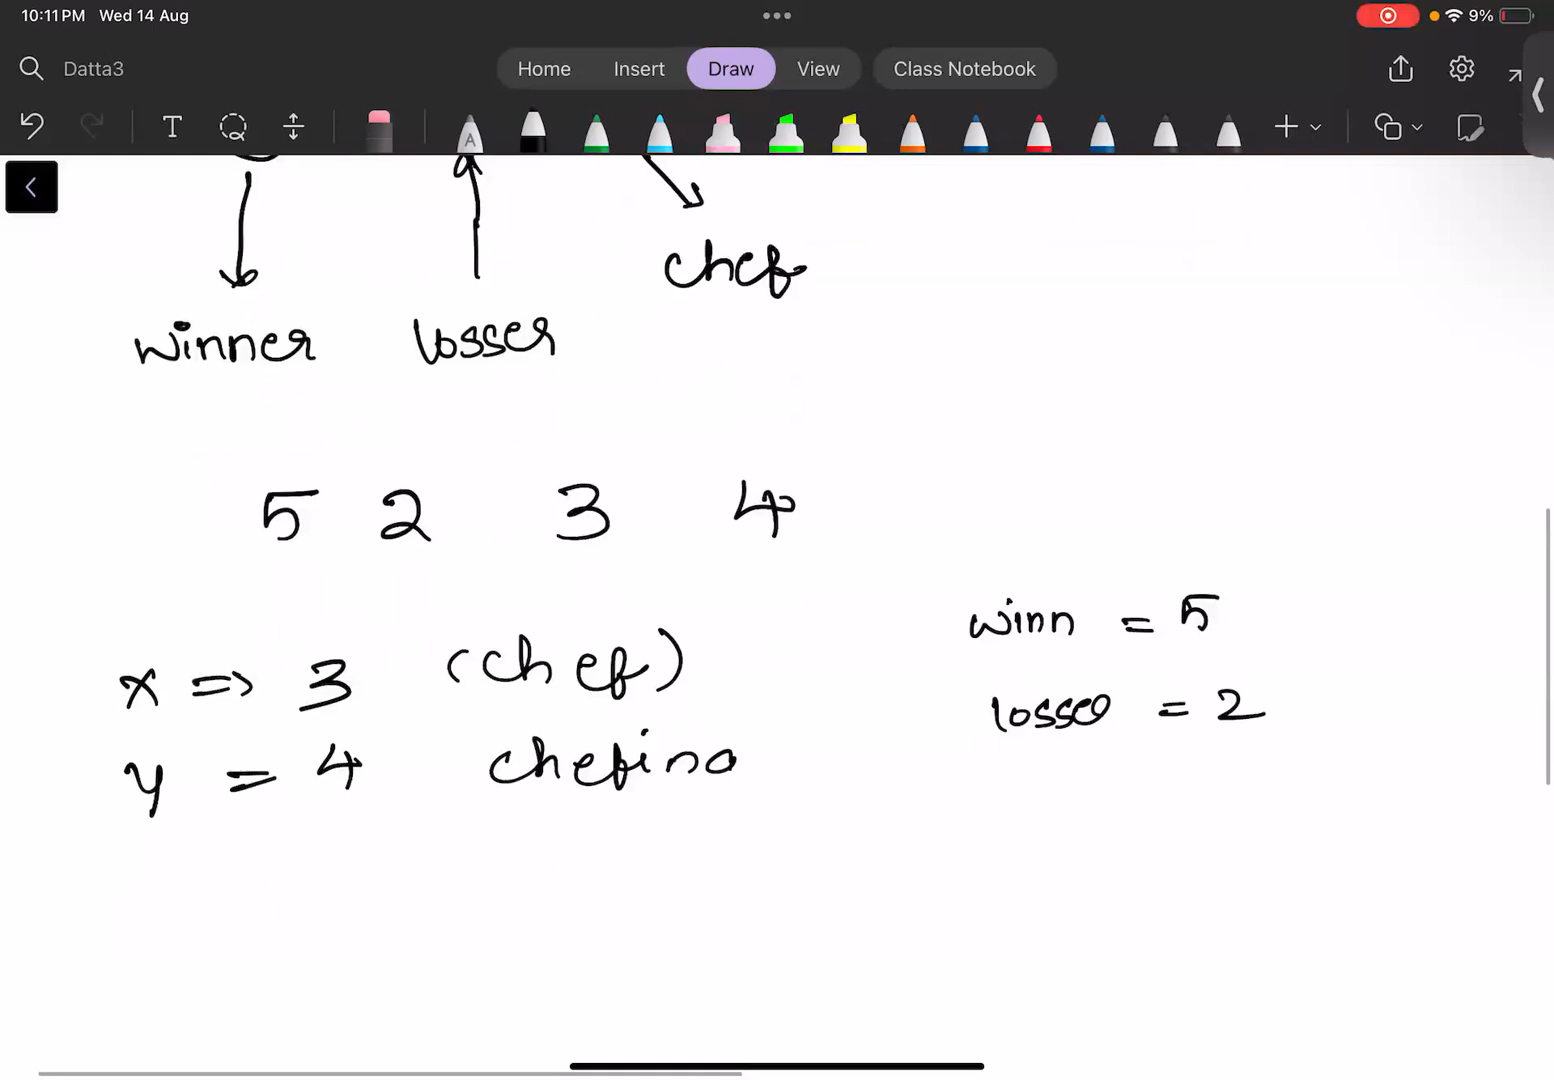 10:11 PM Wed 14 Aug
9%
Datta3
Home Insert Draw View Class Notebook
T
A
chef
winner losser
5 2 3 4
winn = 5
x => 3 (chef)
losser = 2
y = 4 chefina